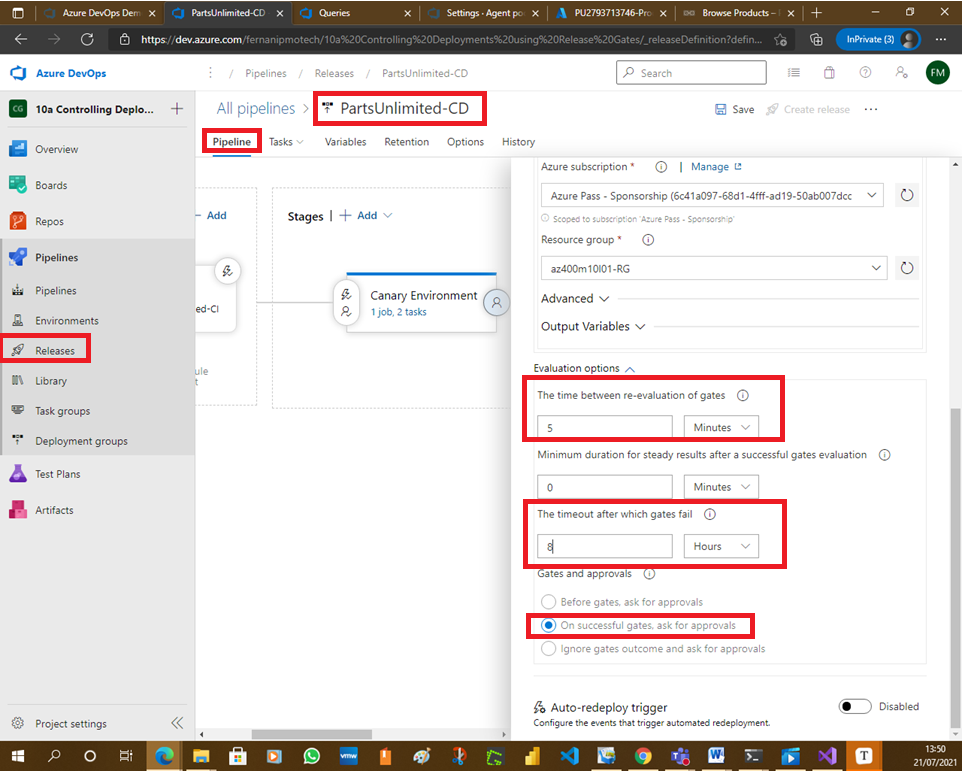 Azure DevOps Dem
PartsUnlimited-CD
Queries
Settings · Agent po
PU2793713746-Pro
Browse Products –
https://dev.azure.com/fernanipmotech/10a%20Controlling%20Deployments%20using%20Release%20Gates/_releaseDefinition?defin...
InPrivate (3)
Azure DevOps
/ Pipelines / Releases / PartsUnlimited-CD
Search
FM
CG
10a Controlling Deplo...
All pipelines > PartsUnlimited-CD
Save
Create release
Pipeline
Tasks
Variables
Retention
Options
History
Overview
Boards
Repos
Pipelines
Pipelines
Environments
Releases
Library
Task groups
Deployment groups
Test Plans
Artifacts
Project settings
Add
Stages | + Add
ed-CI
Canary Environment
1 job, 2 tasks
ule
t
Azure subscription *
| Manage
Azure Pass - Sponsorship (6c41a097-68d1-4fff-ad19-50ab007dcc
Scoped to subscription 'Azure Pass - Sponsorship'
Resource group *
az400m10l01-RG
Advanced
Output Variables
Evaluation options
The time between re-evaluation of gates
5
Minutes
Minimum duration for steady results after a successful gates evaluation
0
Minutes
The timeout after which gates fail
8
Hours
Gates and approvals
Before gates, ask for approvals
On successful gates, ask for approvals
Ignore gates outcome and ask for approvals
Auto-redeploy trigger
Disabled
Configure the events that trigger automated redeployment.
vmw
W
T
13:50
21/07/2021